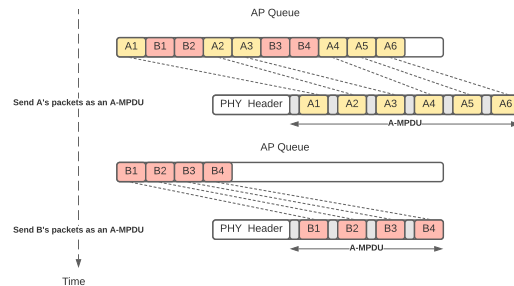 AP Queue
A1 B1 B2 A2 A3 B3 B4 A4 A5 A6
Send A's packets as an A-MPDU
PHY Header A1 A2 A3 A4 A5 A6
A-MPDU
AP Queue
B1 B2 B3 B4
Send B's packets as an A-MPDU
PHY Header B1 B2 B3 B4
A-MPDU
Time